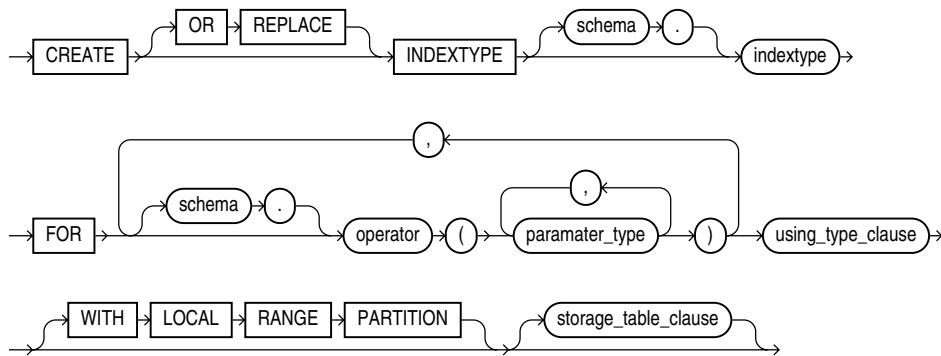 CREATE OR REPLACE INDEXTYPE schema . indextype
,
FOR schema . operator ( paramater_type , ) using_type_clause
WITH LOCAL RANGE PARTITION storage_table_clause